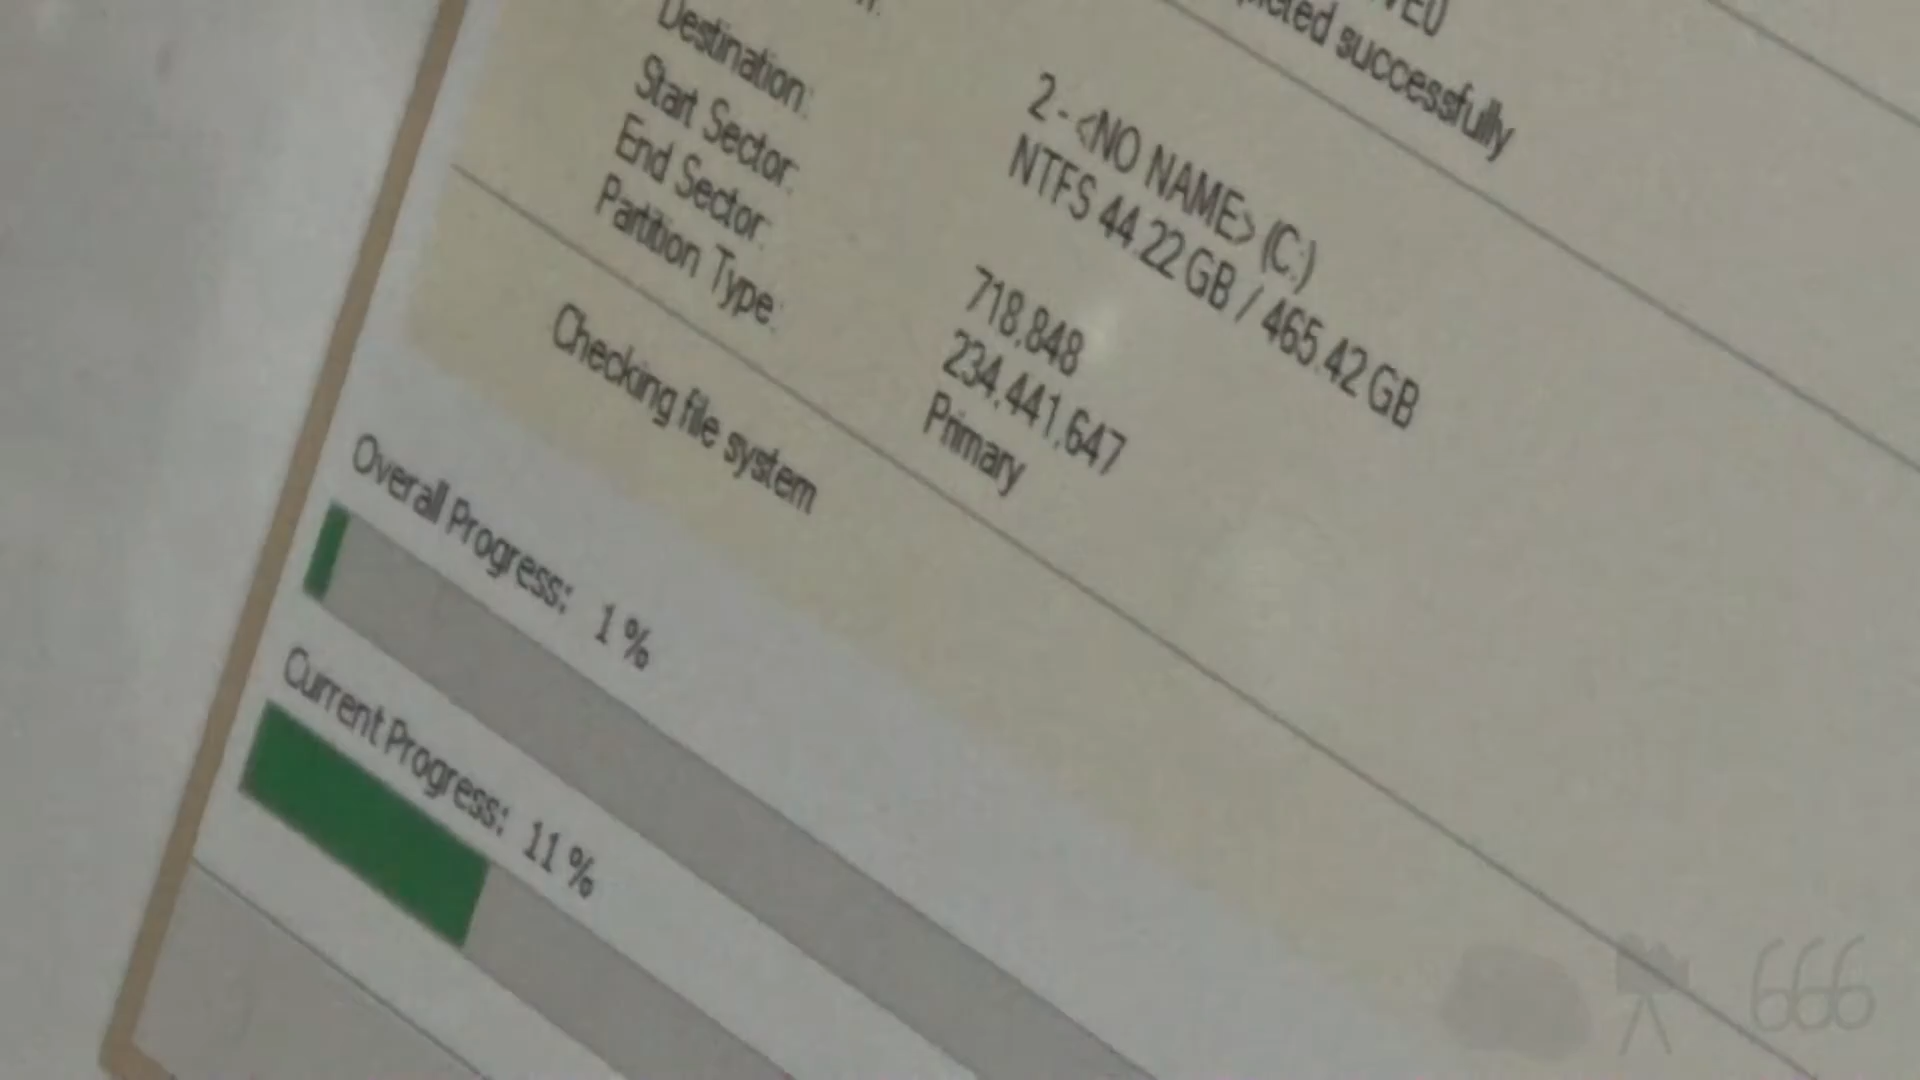 successfully
Destination:
2 - <NO NAME> (C:)
NTFS 44.22 GB / 465.42 GB
Start Sector: 718.848
End Sector: 234.441.647
Partition Type: Primary
Checking file system
Overall Progress: 1 %
Current Progress: 11 %
666